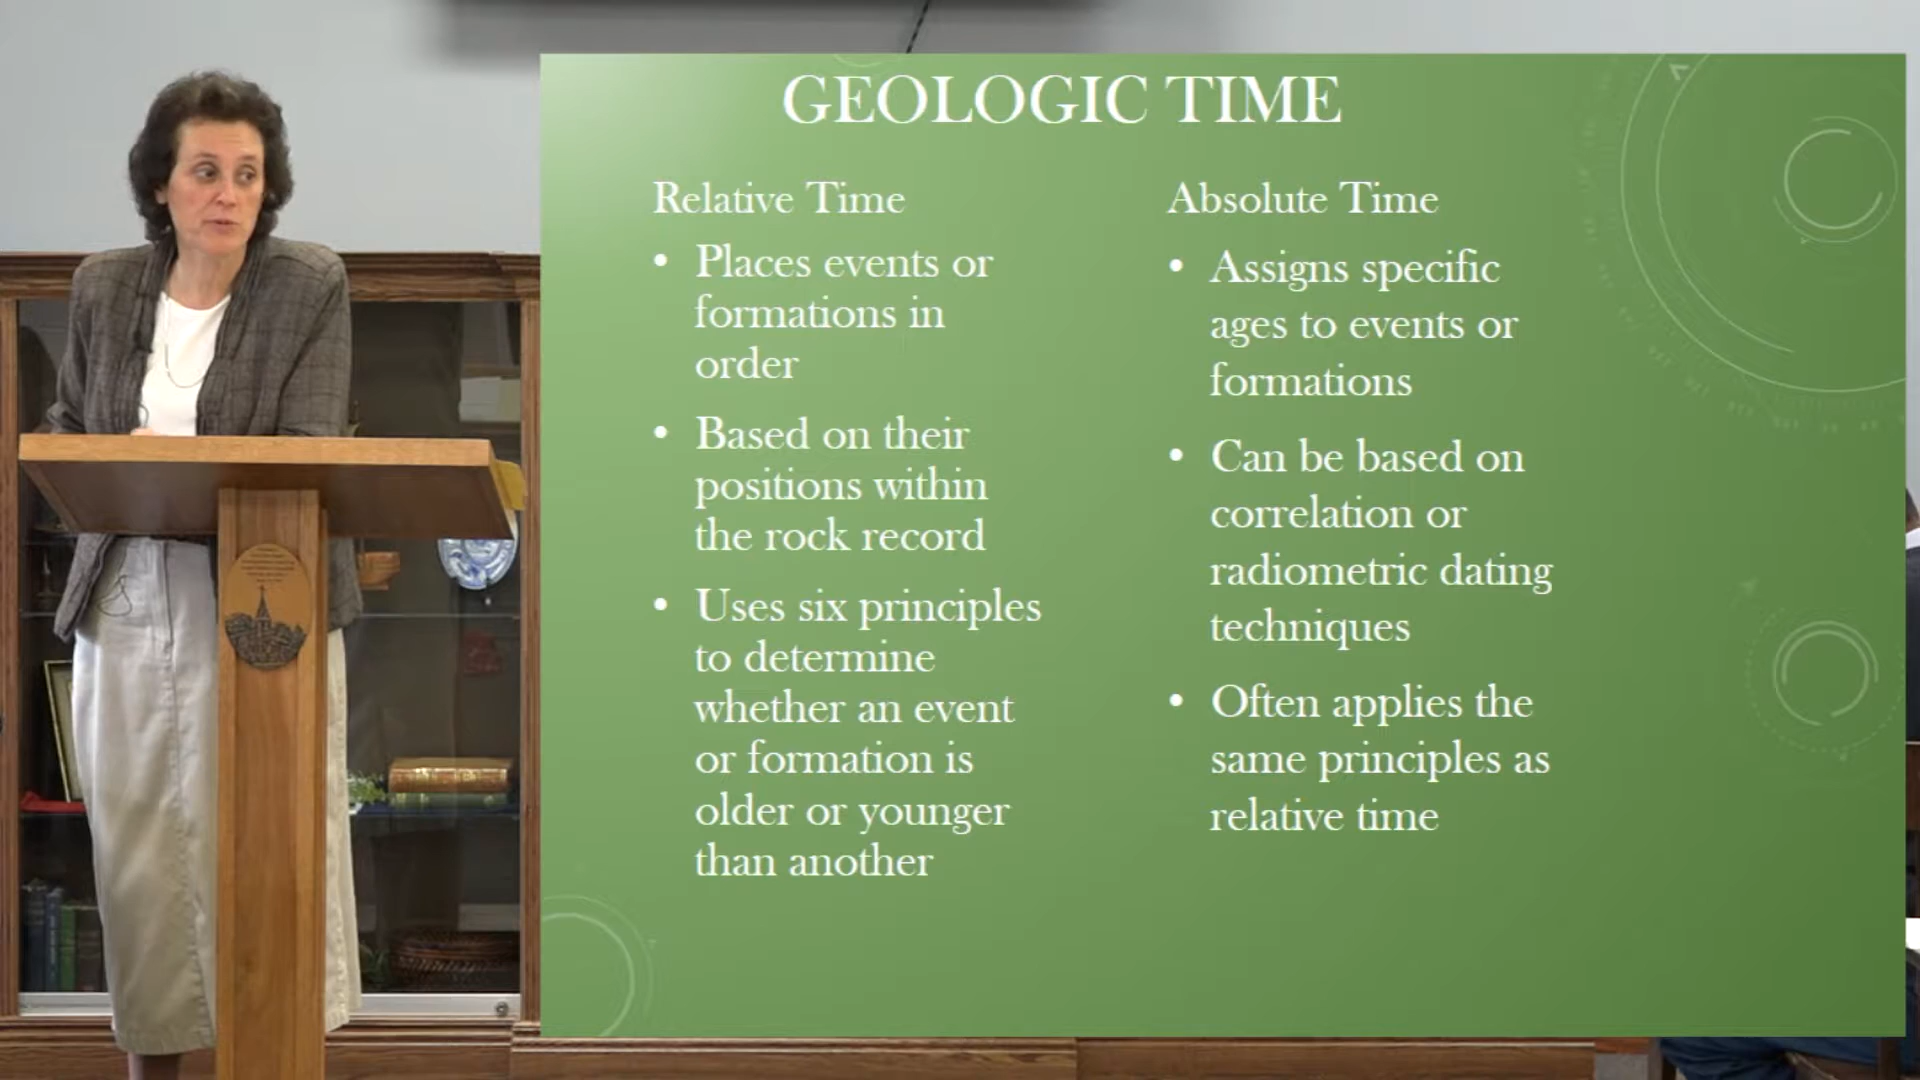 GEOLOGIC TIME
Relative Time
• Places events or
formations in
order
• Based on their
positions within
the rock record
• Uses six principles
to determine
whether an event
or formation is
older or younger
than another
Absolute Time
• Assigns specific
ages to events or
formations
• Can be based on
correlation or
radiometric dating
techniques
• Often applies the
same principles as
relative time